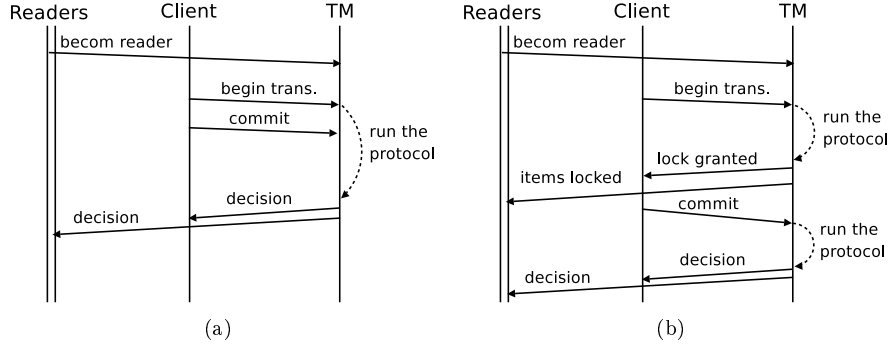 Readers Client TM
becom reader
begin trans.
commit
run the
protocol
decision
decision
(a)
Readers Client TM
becom reader
begin trans.
run the
protocol
lock granted
items locked
commit
run the
protocol
decision
decision
(b)